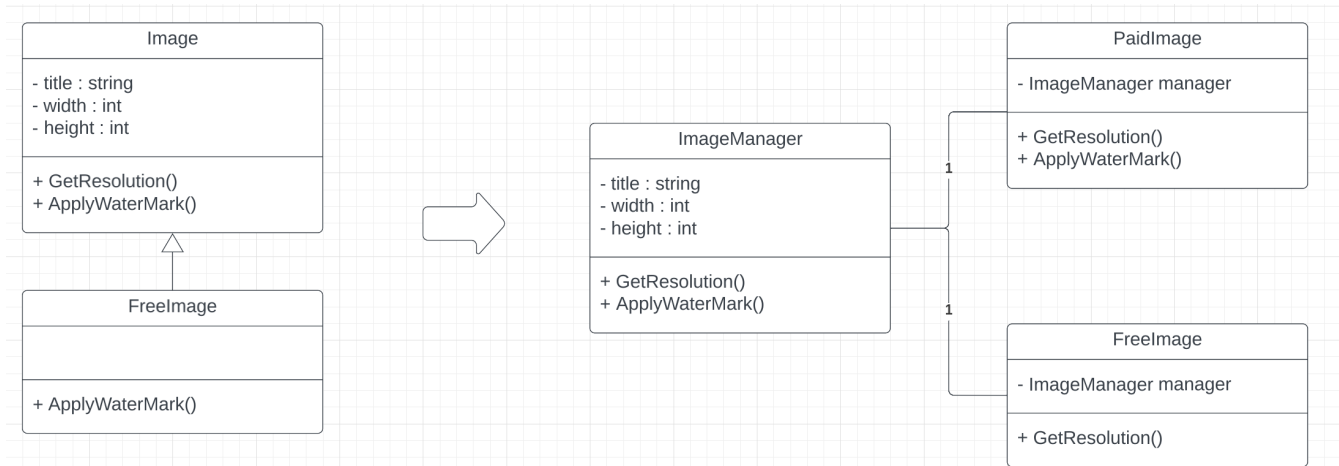 Image
- title : string
- width : int
- height : int
+ GetResolution()
+ ApplyWaterMark()
FreeImage
+ ApplyWaterMark()
ImageManager
- title : string
- width : int
- height : int
+ GetResolution()
+ ApplyWaterMark()
1
1
PaidImage
- ImageManager manager
+ GetResolution()
+ ApplyWaterMark()
FreeImage
- ImageManager manager
+ GetResolution()